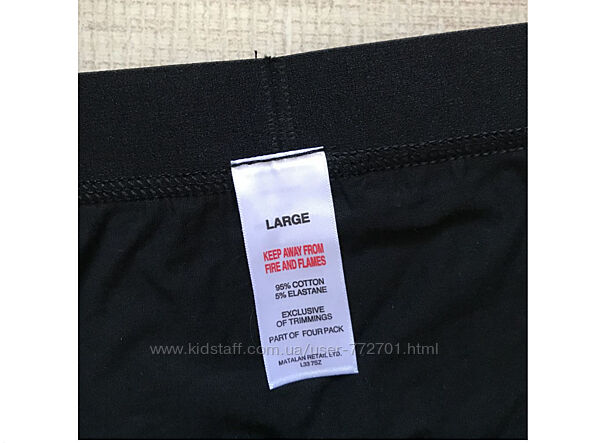 LARGE
KEEP AWAY FROM
FIRE AND FLAMES
95% COTTON
5% ELASTANE
EXCLUSIVE
OF TRIMMINGS
PART OF FOUR PACK
www.kidstaff.com.ua/user-772701.html
MATALAN RETAIL LTD.
L33 7SZ